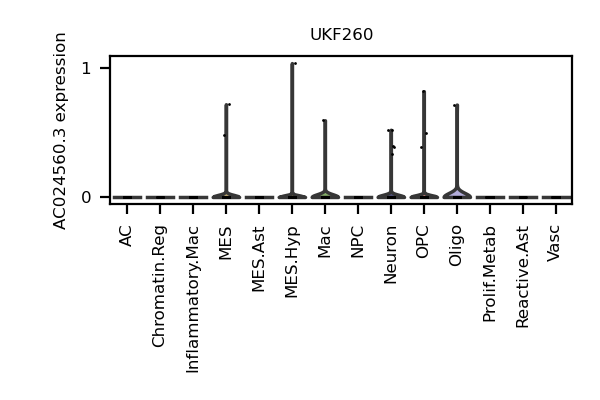 UKF260
AC024560.3 expression
1
0
AC
Chromatin.Reg
Inflammatory.Mac
MES
MES.Ast
MES.Hyp
Mac
NPC
Neuron
OPC
Oligo
Prolif.Metab
Reactive.Ast
Vasc